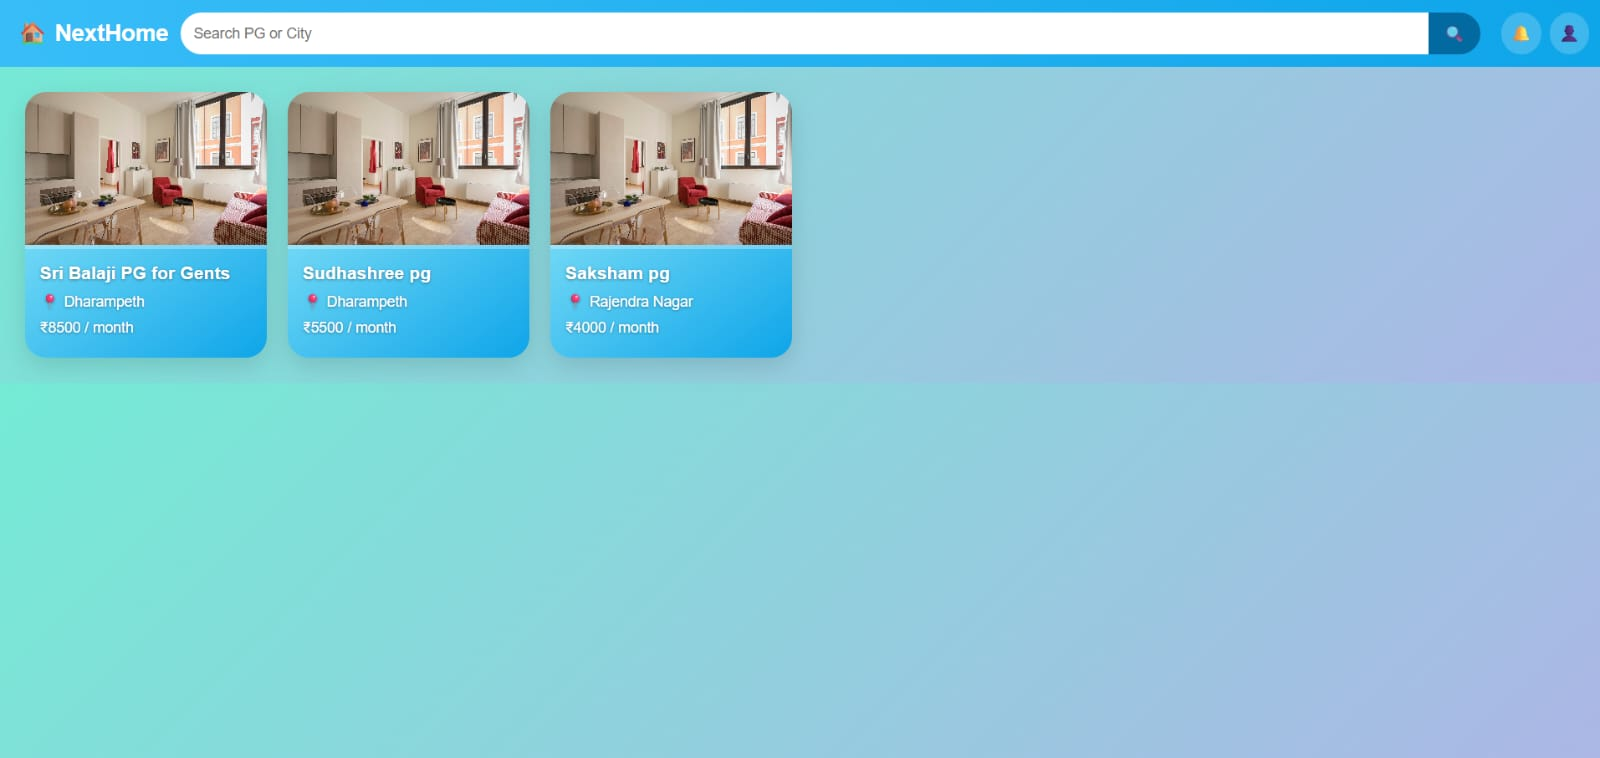 NextHome
Search PG or City
Sri Balaji PG for Gents
Dharampeth
₹8500 / month
Sudhashree pg
Dharampeth
₹5500 / month
Saksham pg
Rajendra Nagar
₹4000 / month